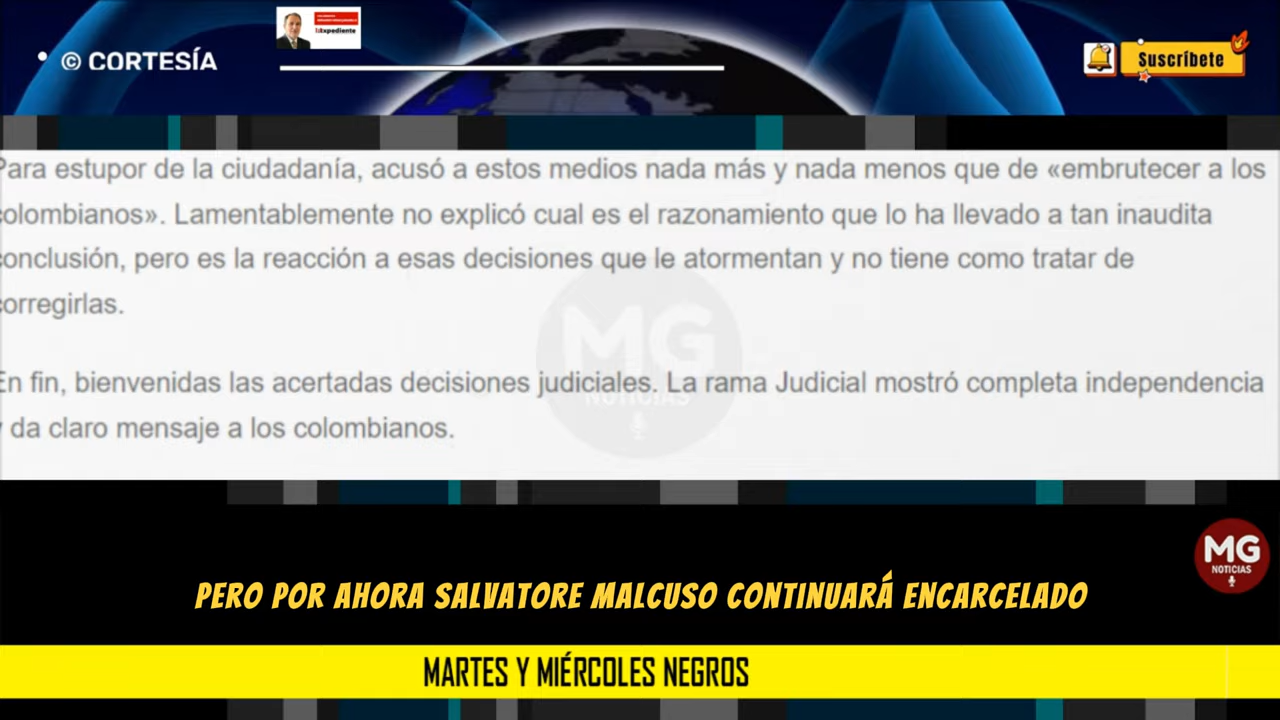 © CORTESÍA
Expediente
Suscríbete
Para estupor de la ciudadanía, acusó a estos medios nada más y nada menos que de «embrutecer a los
colombianos». Lamentablemente no explicó cual es el razonamiento que lo ha llevado a tan inaudita
conclusión, pero es la reacción a esas decisiones que le atormentan y no tiene como tratar de
corregirlas.
En fin, bienvenidas las acertadas decisiones judiciales. La rama Judicial mostró completa independencia
y da claro mensaje a los colombianos.
MG
NOTICIAS
MG
NOTICIAS
PERO POR AHORA SALVATORE MALCUSO CONTINUARÁ ENCARCELADO
MARTES Y MIÉRCOLES NEGROS